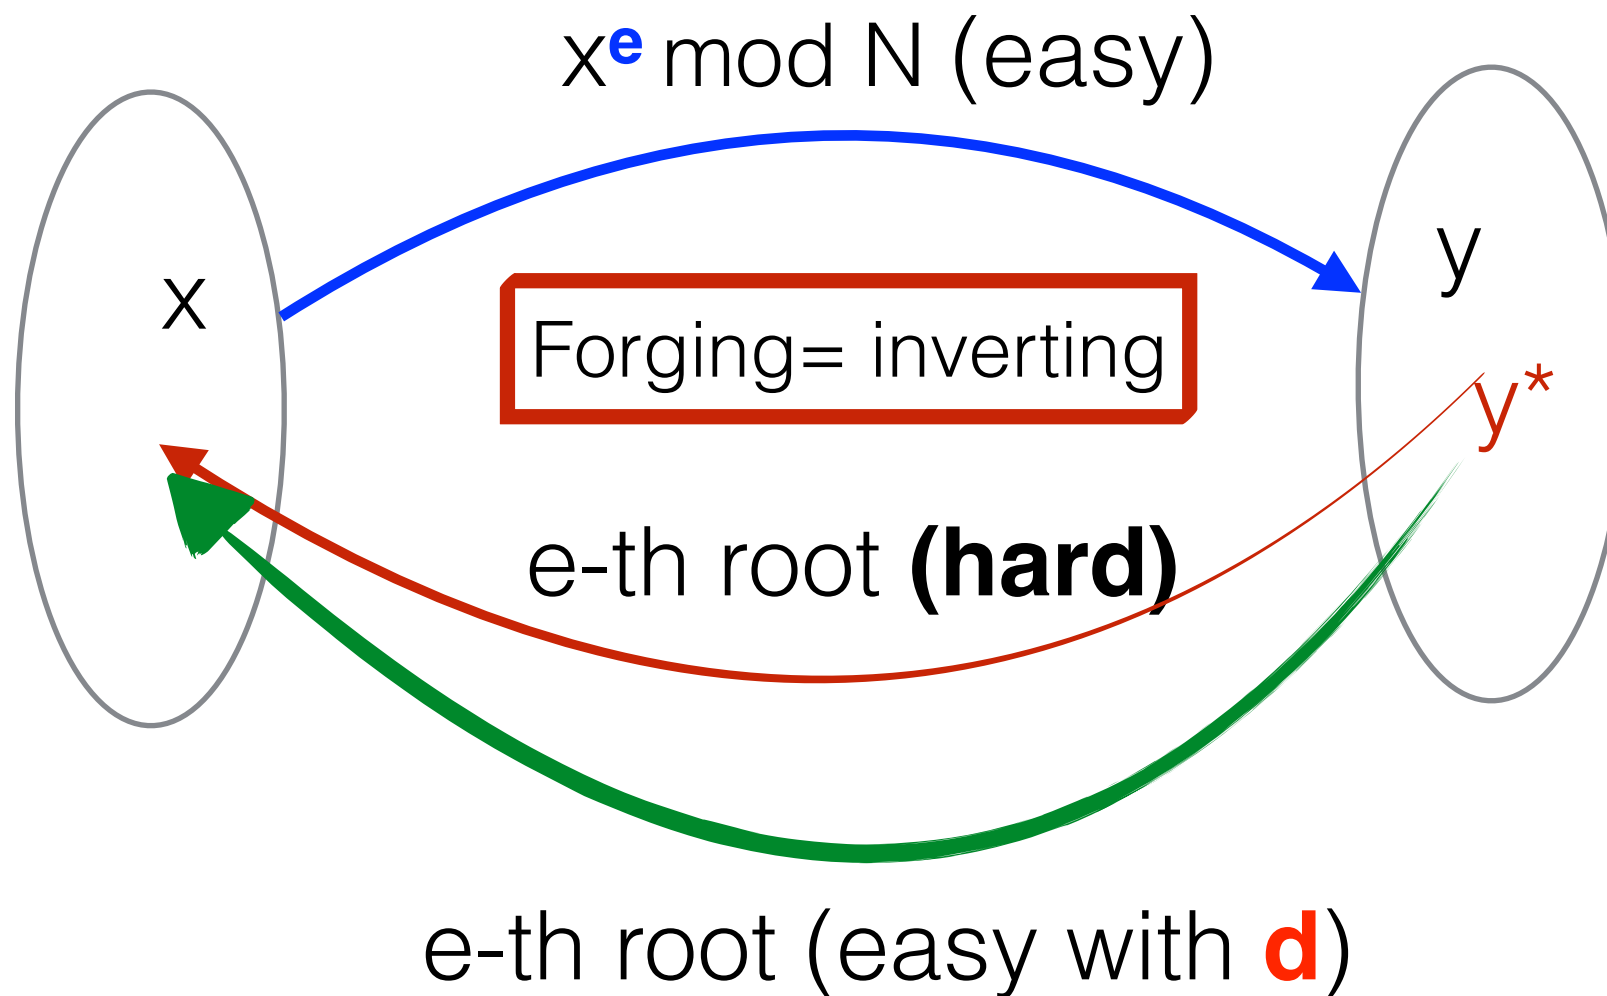 xᵉ mod N (easy)
x
y
Forging= inverting
y*
e-th root (hard)
e-th root (easy with d)